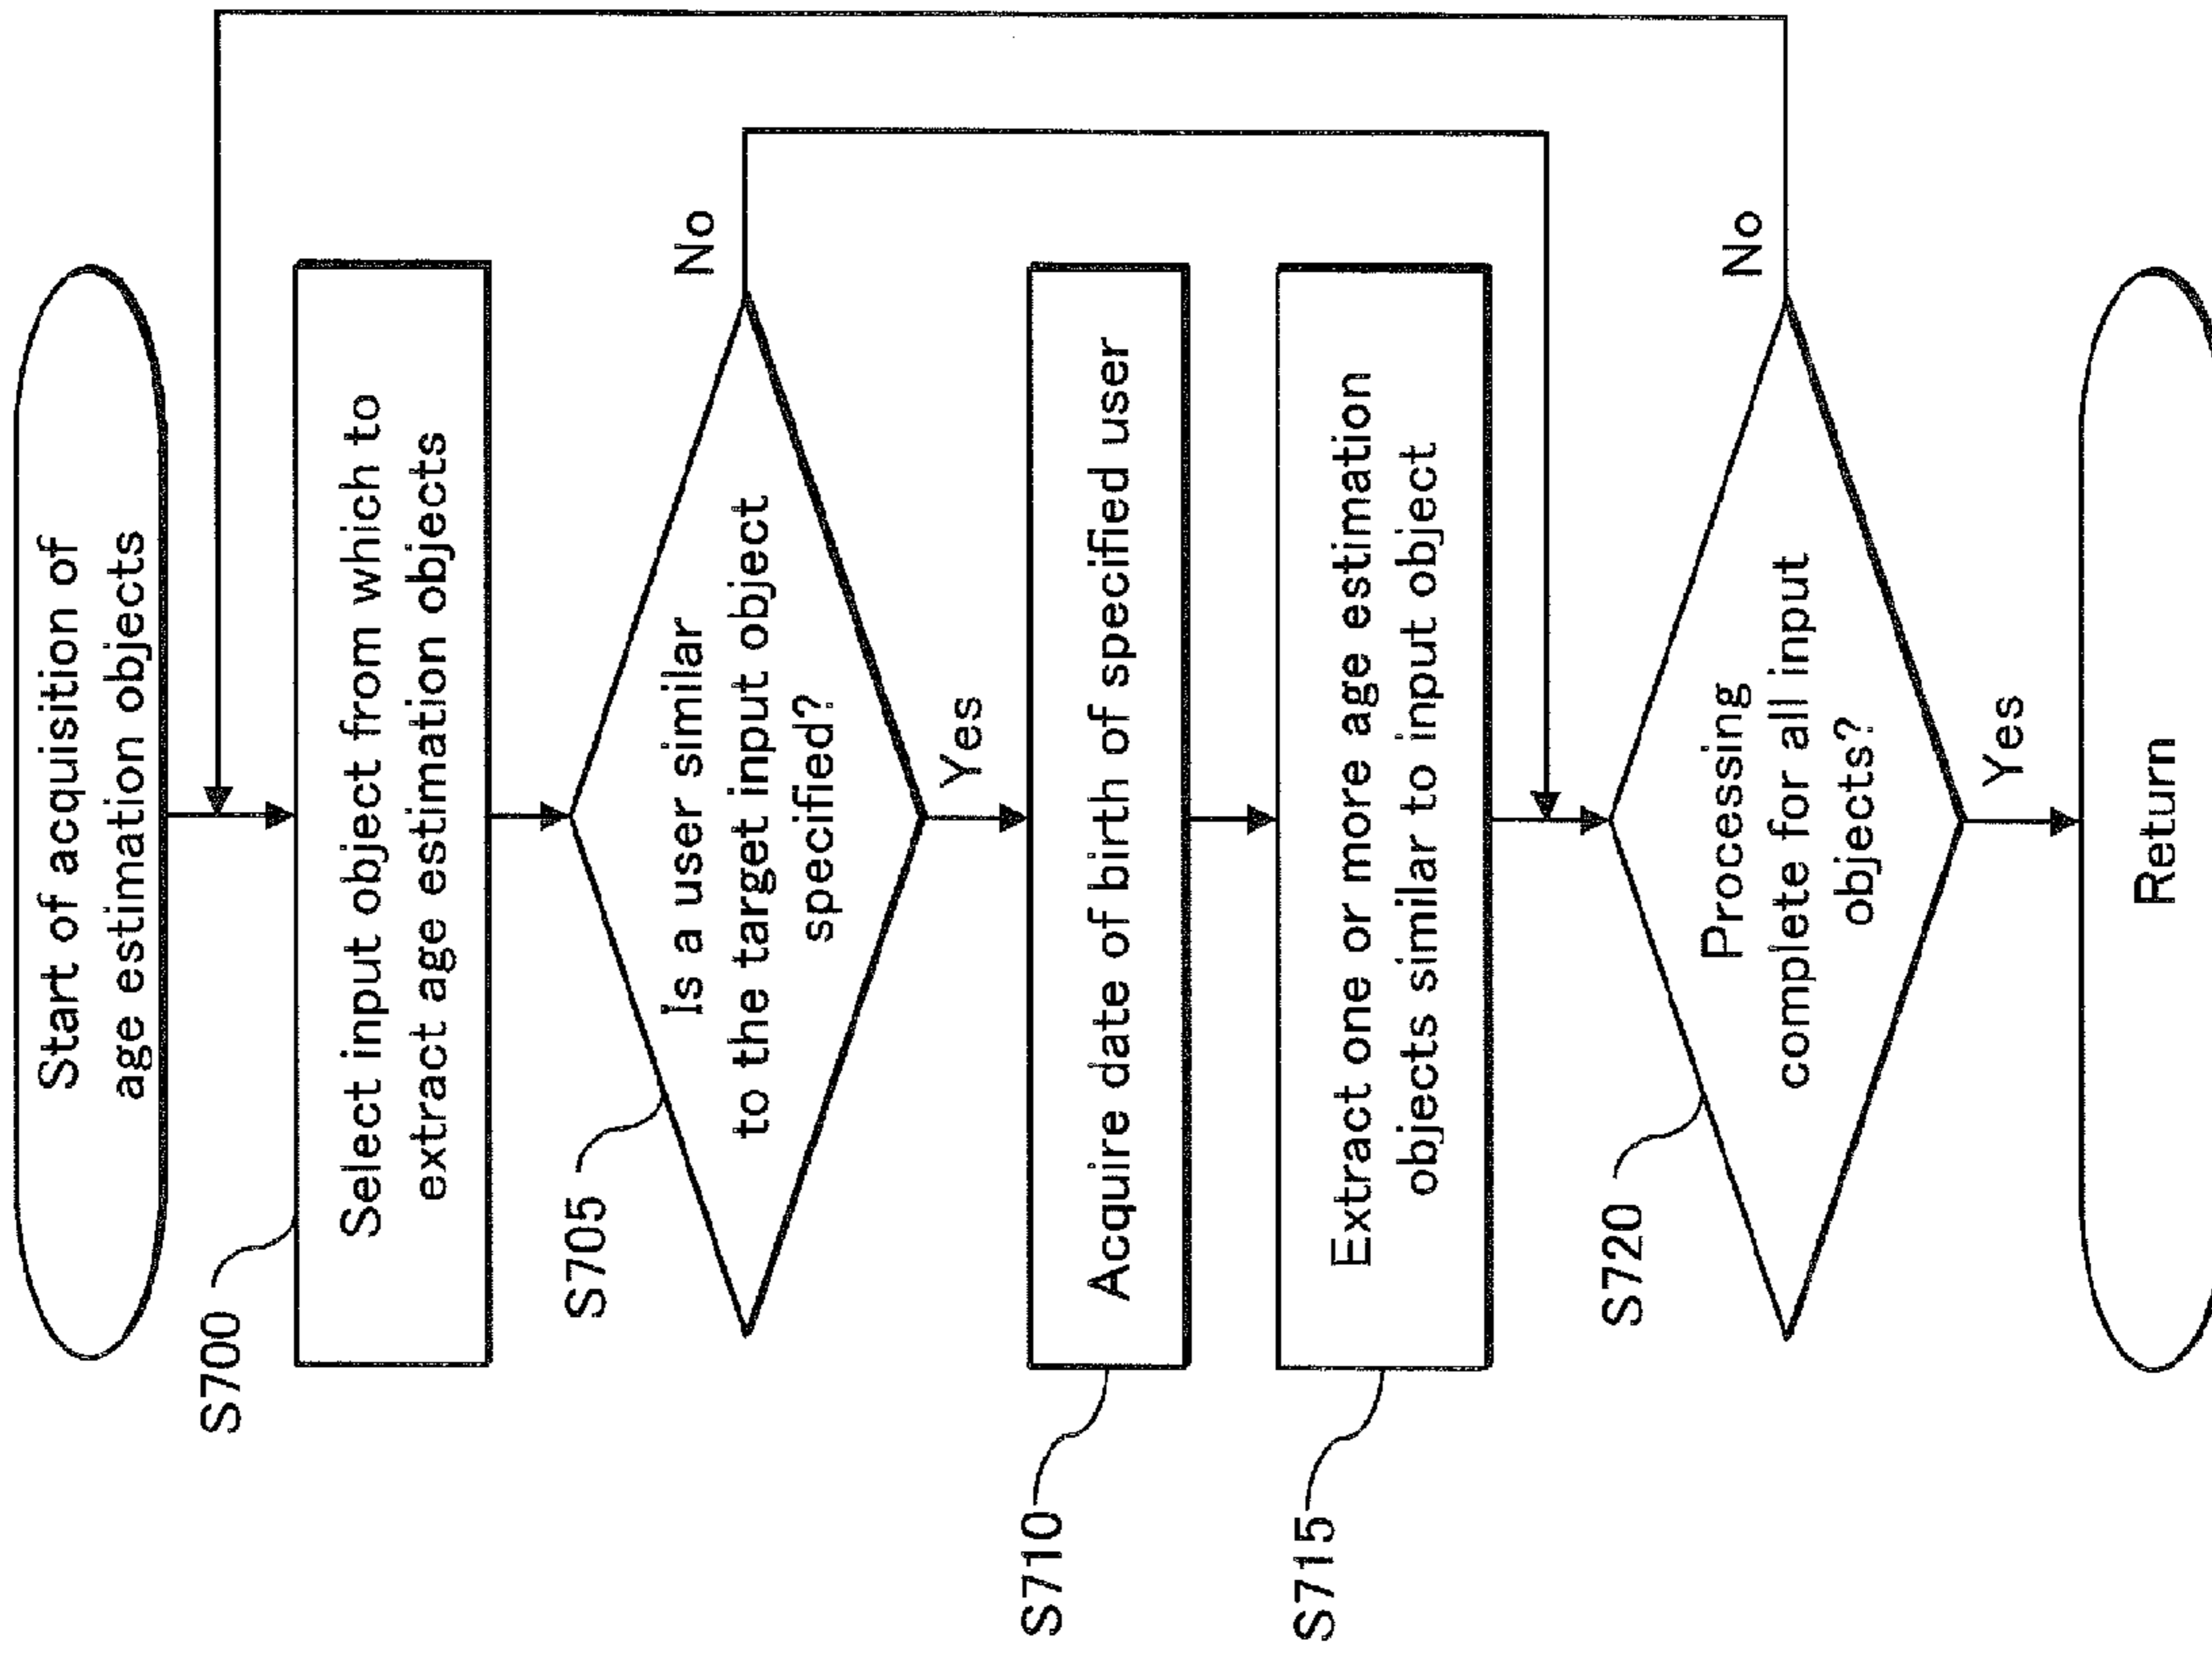 Start of acquisition of
age estimation objects
S700
Select input object from which to
extract age estimation objects
S705
Is a user similar
to the target input object
specified?
No
Yes
S710
Acquire date of birth of specified user
S715
Extract one or more age estimation
objects similar to input object
S720
Processing
complete for all input
objects?
No
Yes
Return